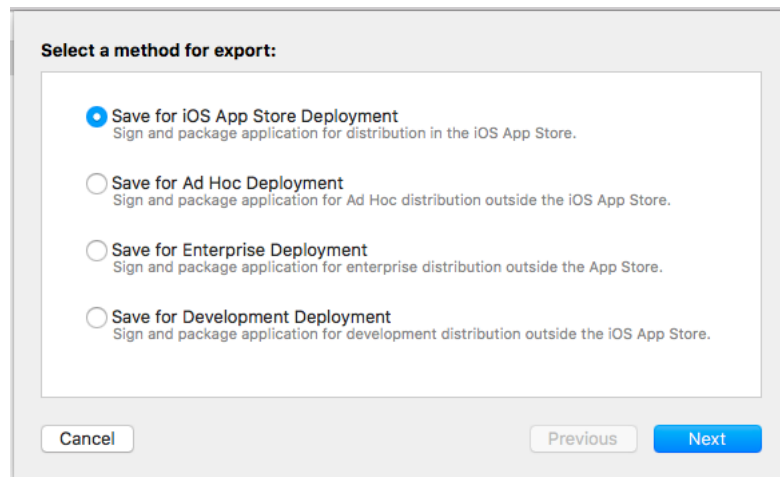 Select a method for export:
Save for iOS App Store Deployment
Sign and package application for distribution in the iOS App Store.
Save for Ad Hoc Deployment
Sign and package application for Ad Hoc distribution outside the iOS App Store.
Save for Enterprise Deployment
Sign and package application for enterprise distribution outside the App Store.
Save for Development Deployment
Sign and package application for development distribution outside the iOS App Store.
Cancel Previous Next